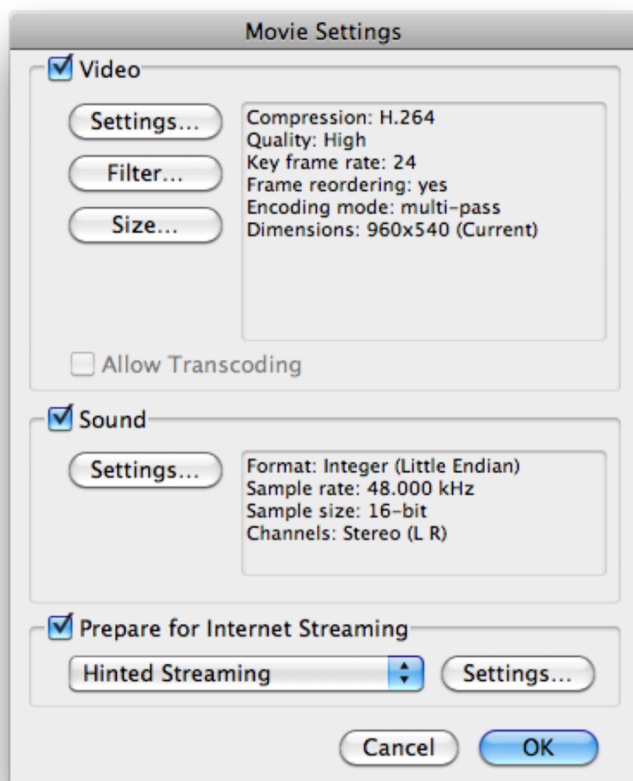 Movie Settings
Video
Settings...
Compression: H.264
Quality: High
Key frame rate: 24
Frame reordering: yes
Encoding mode: multi-pass
Dimensions: 960x540 (Current)
Filter...
Size...
Allow Transcoding
Sound
Settings...
Format: Integer (Little Endian)
Sample rate: 48.000 kHz
Sample size: 16-bit
Channels: Stereo (L R)
Prepare for Internet Streaming
Hinted Streaming
Settings...
Cancel
OK